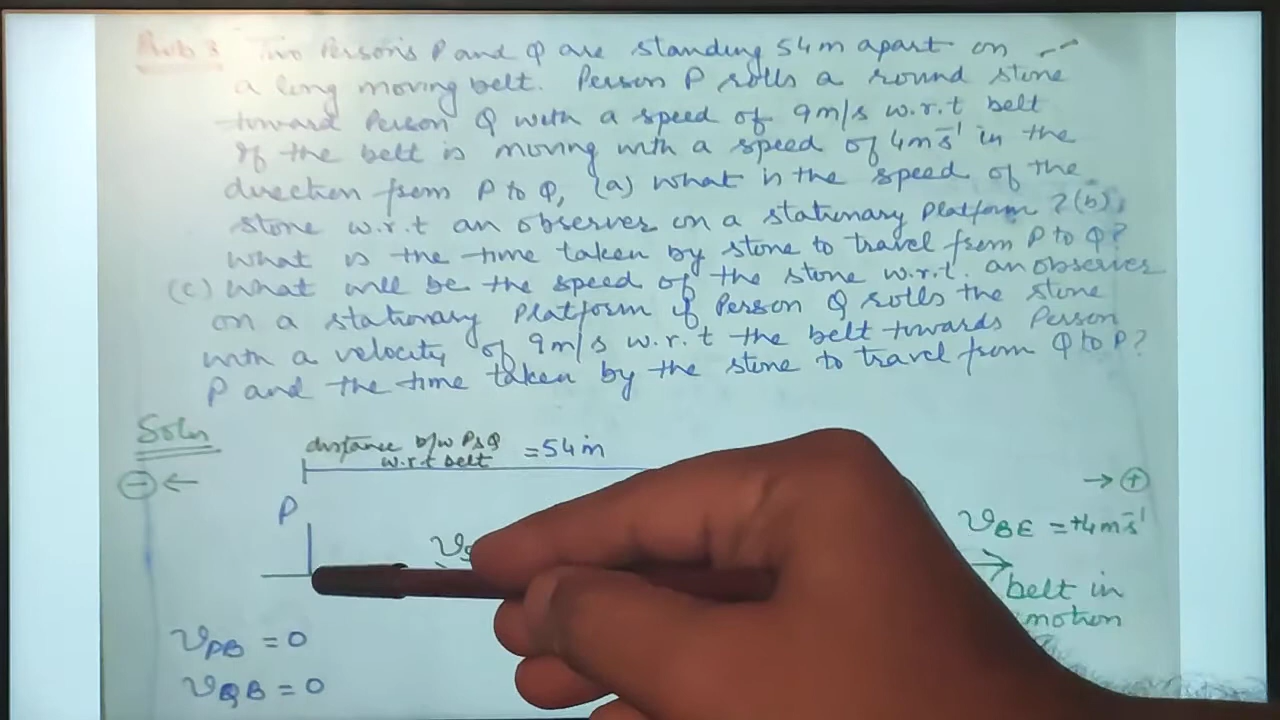 Prob 3 Two Persons P and Q are standing 54m apart on
a long moving belt. Person P rolls a round stone
toward Person Q with a speed of 9m/s w.r.t belt
If the belt is moving with a speed of 4ms⁻¹ in the
direction from P to Q, (a) what is the speed of the
stone w.r.t an observer on a stationary platform ? (b)
what is the time taken by stone to travel from P to Q?
(c) what will be the speed of the stone w.r.t. an observer
on a stationary platform if Person Q rolls the stone
with a velocity of 9m/s w.r.t the belt towards Person
P and the time taken by the stone to travel from Q to P?
Soln
distance b/w P&Q = 54m
w.r.t belt
⊖ ←
→ ⊕
P
V_BE = +4ms⁻¹
belt in
motion
V_PB = 0
V_QB = 0